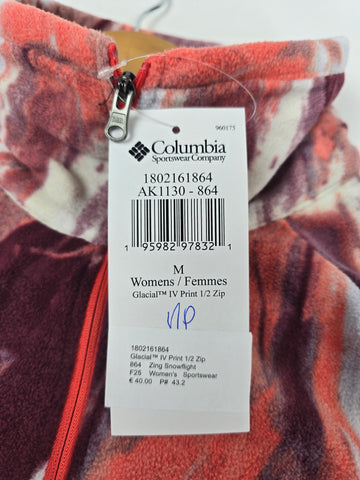 960175
Columbia
Sportswear Company
1802161864
AK1130 - 864
1 95982 97832 1
M
Womens / Femmes
Glacial™ IV Print 1/2 Zip
NP
1802161864
Glacial™ IV Print 1/2 Zip
864 Zing Snowflight
F25 Women's Sportswear
€ 40.00 P# 43.2